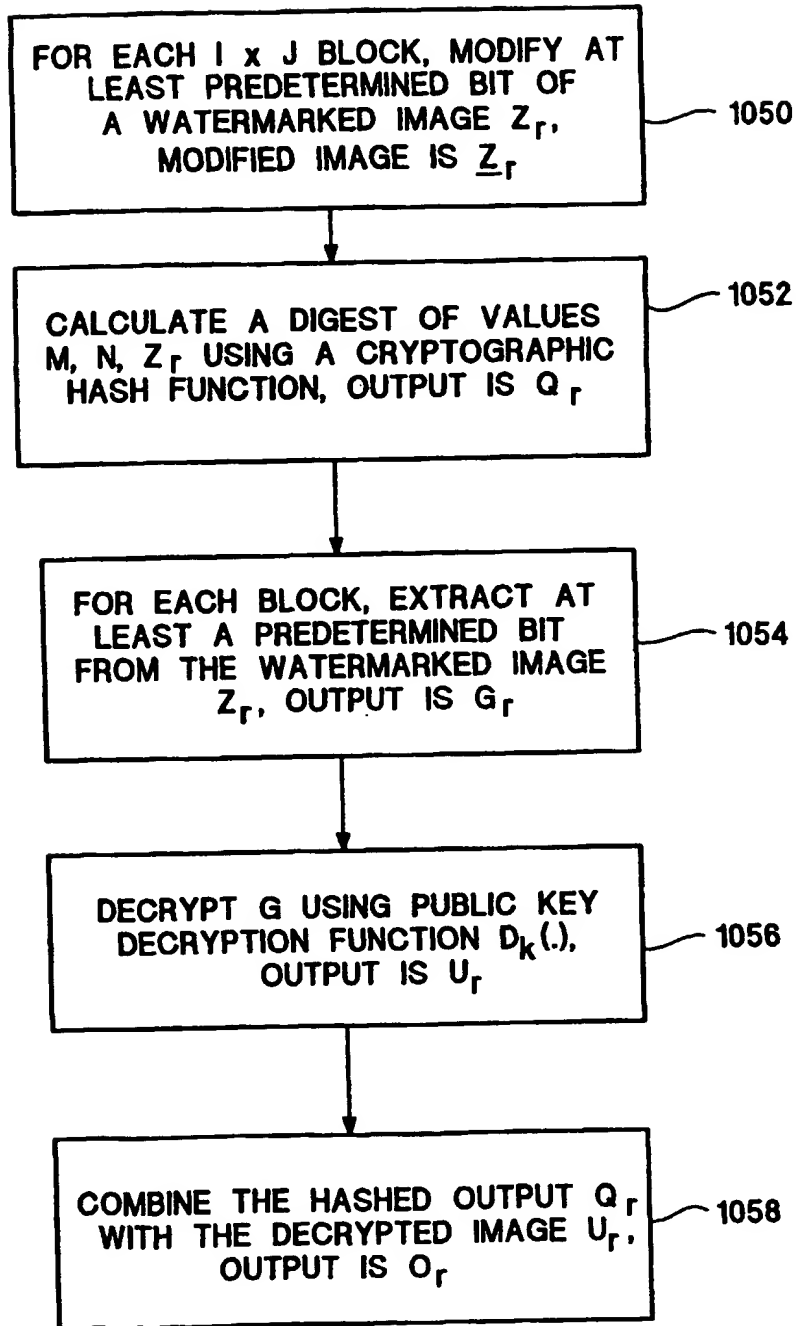 FOR EACH I x J BLOCK, MODIFY AT
LEAST PREDETERMINED BIT OF
A WATERMARKED IMAGE Zr,
MODIFIED IMAGE IS Zr
1050
CALCULATE A DIGEST OF VALUES
M, N, Zr USING A CRYPTOGRAPHIC
HASH FUNCTION, OUTPUT IS Qr
1052
FOR EACH BLOCK, EXTRACT AT
LEAST A PREDETERMINED BIT
FROM THE WATERMARKED IMAGE
Zr, OUTPUT IS Gr
1054
DECRYPT G USING PUBLIC KEY
DECRYPTION FUNCTION Dk(.),
OUTPUT IS Ur
1056
COMBINE THE HASHED OUTPUT Qr
WITH THE DECRYPTED IMAGE Ur,
OUTPUT IS Or
1058